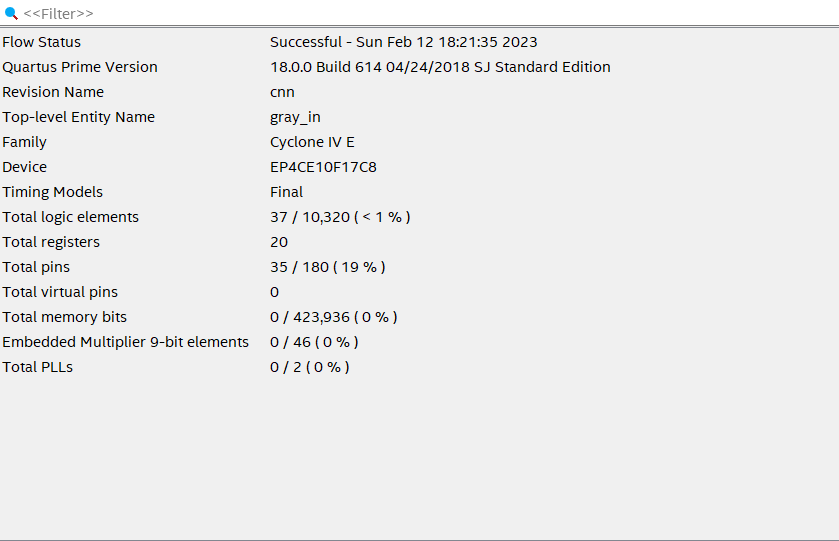 <<Filter>>
Flow Status Successful - Sun Feb 12 18:21:35 2023
Quartus Prime Version 18.0.0 Build 614 04/24/2018 SJ Standard Edition
Revision Name cnn
Top-level Entity Name gray_in
Family Cyclone IV E
Device EP4CE10F17C8
Timing Models Final
Total logic elements 37 / 10,320 ( < 1 % )
Total registers 20
Total pins 35 / 180 ( 19 % )
Total virtual pins 0
Total memory bits 0 / 423,936 ( 0 % )
Embedded Multiplier 9-bit elements 0 / 46 ( 0 % )
Total PLLs 0 / 2 ( 0 % )